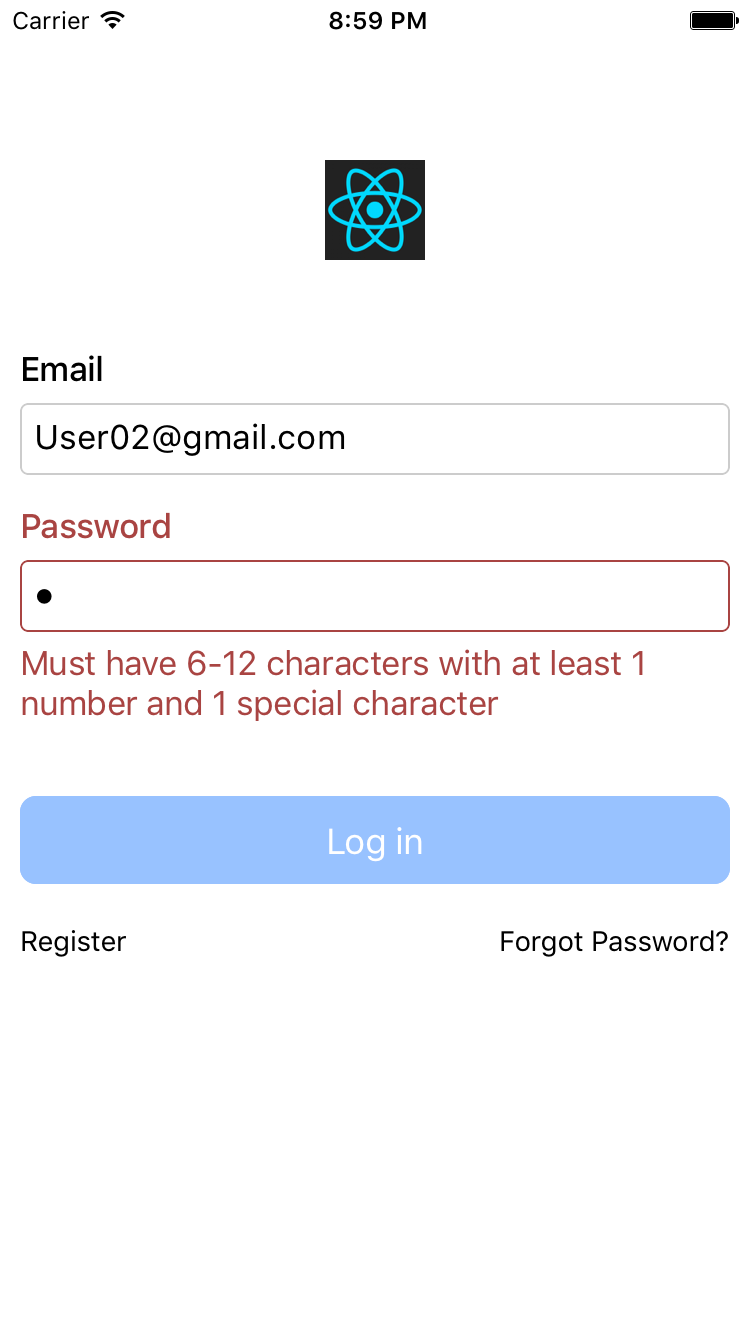 Carrier 8:59 PM
Email
User02@gmail.com
Password
●
Must have 6-12 characters with at least 1
number and 1 special character
Log in
Register Forgot Password?